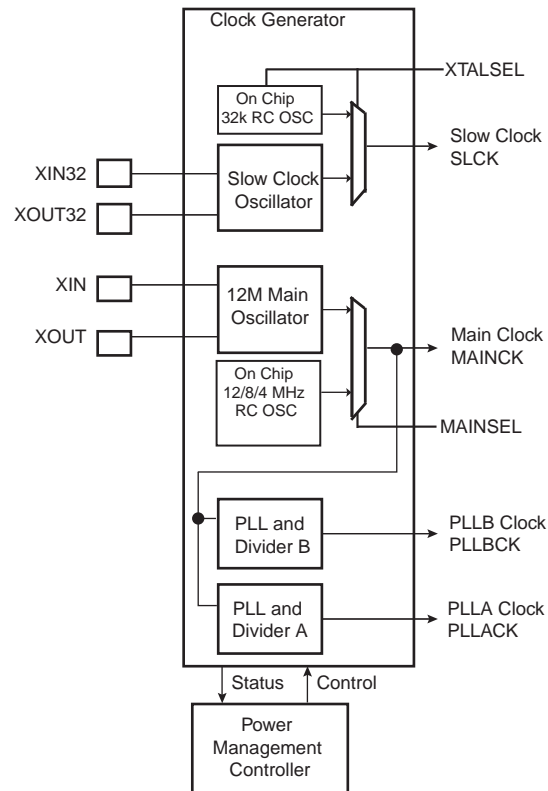 Clock Generator
XTALSEL
On Chip
32k RC OSC
Slow Clock
SLCK
XIN32
Slow Clock
Oscillator
XOUT32
XIN
12M Main
Oscillator
XOUT
Main Clock
MAINCK
On Chip
12/8/4 MHz
RC OSC
MAINSEL
PLL and
Divider B
PLLB Clock
PLLBCK
PLL and
Divider A
PLLA Clock
PLLACK
Status
Control
Power
Management
Controller